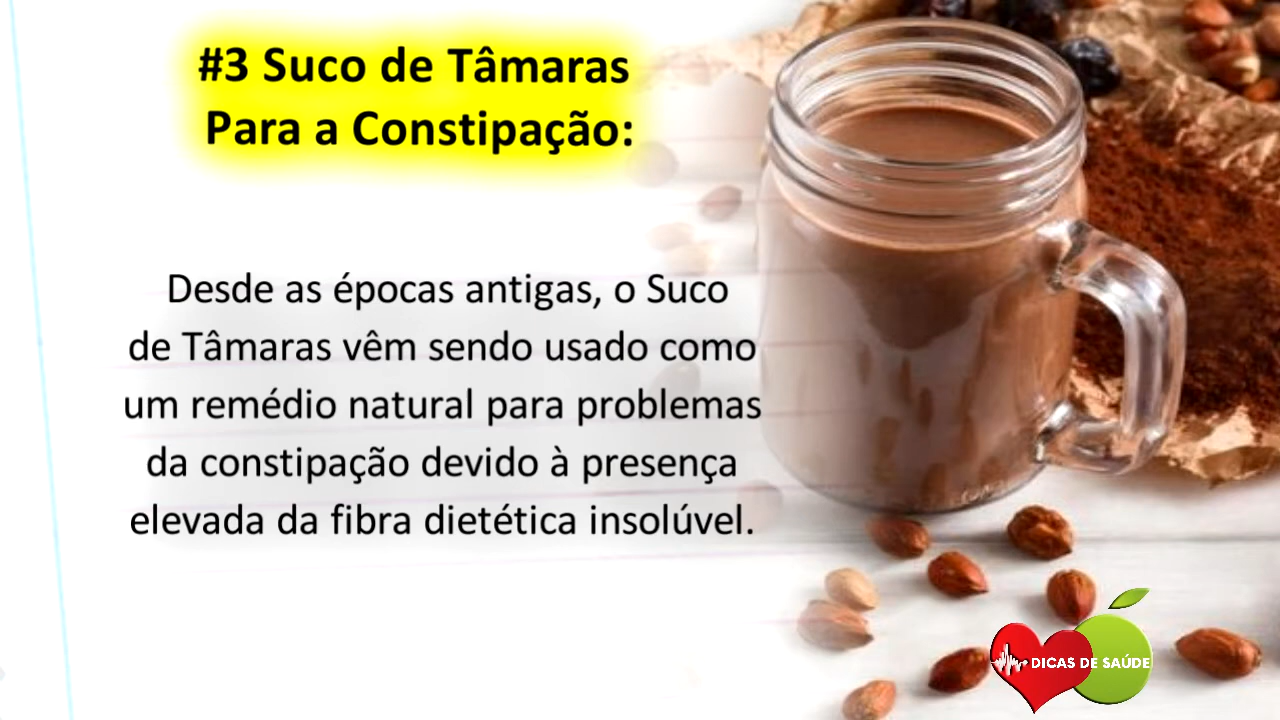 #3 Suco de Tâmaras
Para a Constipação:
Desde as épocas antigas, o Suco
de Tâmaras vêm sendo usado como
um remédio natural para problemas
da constipação devido à presença
elevada da fibra dietética insolúvel.
DICAS DE SAÚDE